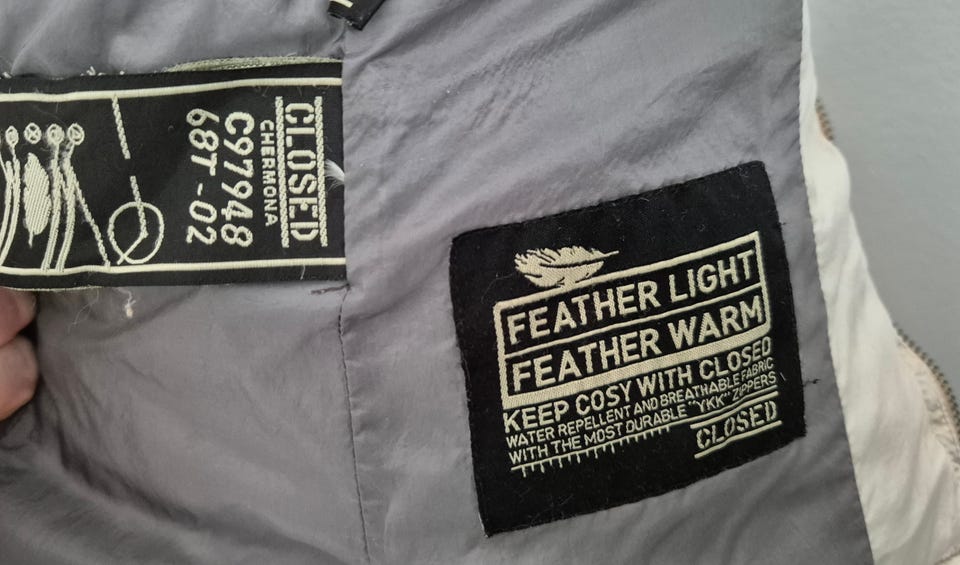 CLOSED
CHERMONA
C97948
68T-02
FEATHER LIGHT
FEATHER WARM
KEEP COSY WITH CLOSED
WATER REPELLENT AND BREATHABLE FABRIC
WITH THE MOST DURABLE "YKK" ZIPPERS
CLOSED